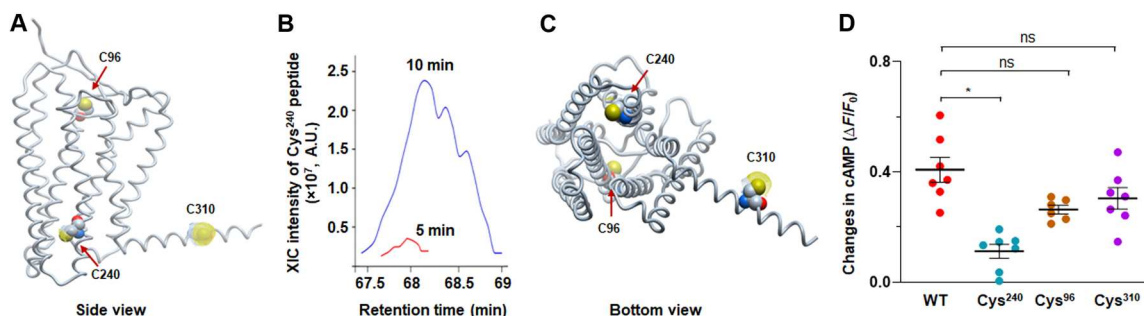 A
C96
C310
C240
Side view
B
XIC intensity of Cys²⁴⁰ peptide
(×10⁷, A.U.)
2.5
2.0
1.5
1.0
0.5
10 min
5 min
67.5 68 68.5 69
Retention time (min)
C
C240
C310
C96
Bottom view
D
Changes in cAMP (ΔF/F₀)
0.8
0.4
0.0
ns
ns
*
WT Cys²⁴⁰ Cys⁹⁶ Cys³¹⁰